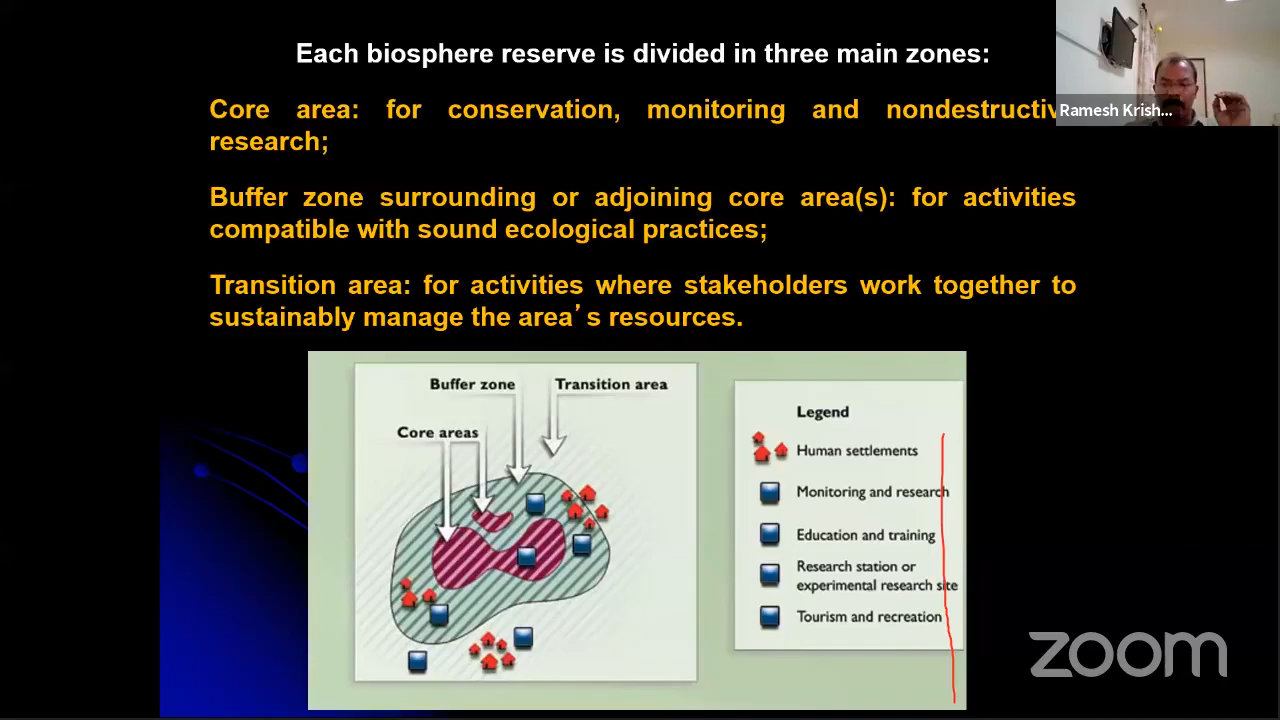 Each biosphere reserve is divided in three main zones:
Core area: for conservation, monitoring and nondestructiv
research;
Buffer zone surrounding or adjoining core area(s): for activities
compatible with sound ecological practices;
Transition area: for activities where stakeholders work together to
sustainably manage the area's resources.
Ramesh Krish...
Buffer zone
Transition area
Core areas
Legend
Human settlements
Monitoring and research
Education and training
Research station or
experimental research site
Tourism and recreation
zoom